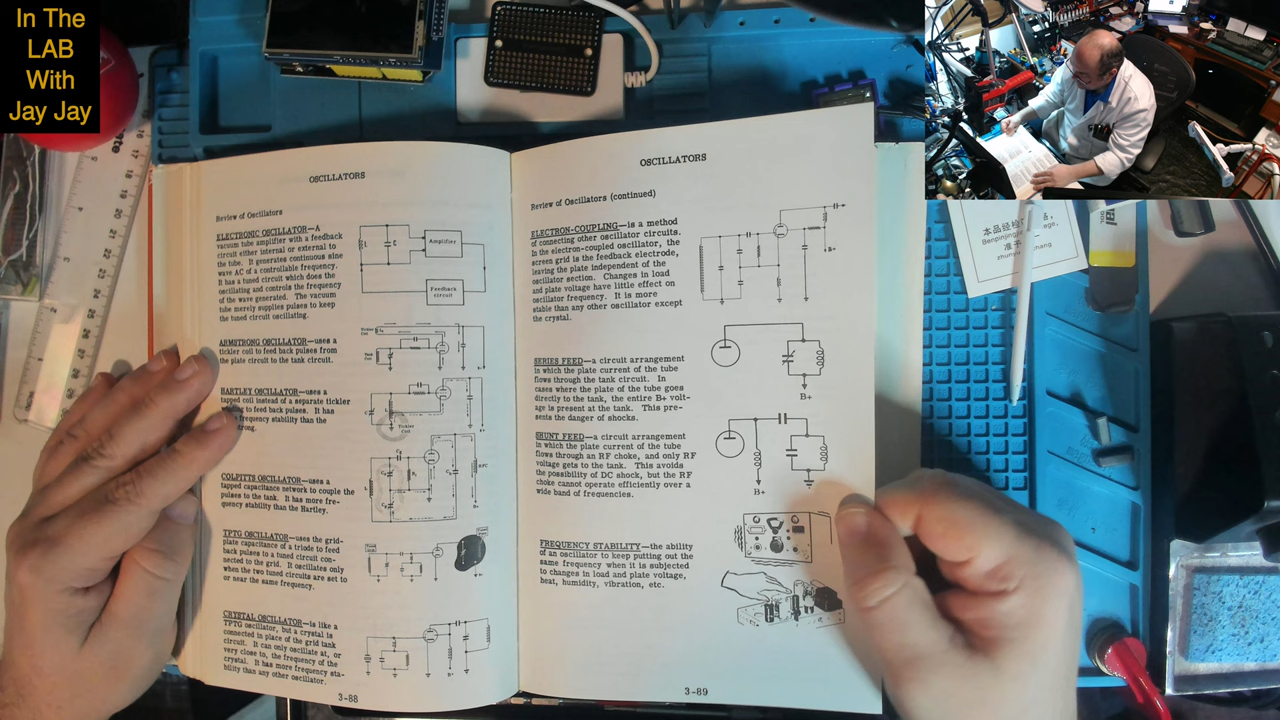 In The
LAB
With
Jay Jay
OSCILLATORS
Review of Oscillators
ELECTRONIC OSCILLATOR—A
vacuum tube amplifier with a feedback
circuit either internal or external to
the tube. It generates continuous sine
wave AC of a controllable frequency.
It has a tuned circuit which does the
oscillating and controls the frequency
of the wave generated. The vacuum
tube merely supplies pulses to keep
the tuned circuit oscillating.
L
C
Amplifier
Feedback
circuit
ARMSTRONG OSCILLATOR—uses a
tickler coil to feed back pulses from
the plate circuit to the tank circuit.
Tickler
Coil
Tank
Coil
HARTLEY OSCILLATOR—uses a
tapped coil instead of a separate tickler
to feed back pulses. It has
frequency stability than the
Tickler
Coil
COLPITTS OSCILLATOR—uses a
tapped capacitance network to couple the
pulses to the tank. It has more fre-
quency stability than the Hartley.
B+
TPTG OSCILLATOR—uses the grid-
plate capacitance of a triode to feed
back pulses to a tuned circuit con-
nected to the grid. It oscillates only
when the two tuned circuits are set to
or near the same frequency.
CRYSTAL OSCILLATOR—is like a
TPTG oscillator, but a crystal is
connected in place of the grid tank
circuit. It can only oscillate at, or
very close to, the frequency of the
crystal. It has more frequency sta-
bility than any other oscillator.
B+
3-88
OSCILLATORS
Review of Oscillators (continued)
ELECTRON-COUPLING—is a method
of connecting other oscillator circuits.
In the electron-coupled oscillator, the
screen grid is the feedback electrode,
leaving the plate independent of the
oscillator section. Changes in load
and plate voltage have little effect on
oscillator frequency. It is more
stable than any other oscillator except
the crystal.
B+
SERIES FEED—a circuit arrangement
in which the plate current of the tube
flows through the tank circuit. In
cases where the plate of the tube goes
directly to the tank, the entire B+ volt-
age is present at the tank. This pre-
sents the danger of shocks.
B+
SHUNT FEED—a circuit arrangement
in which the plate current of the tube
flows through an RF choke, and only RF
voltage gets to the tank. This avoids
the possibility of DC shock, but the RF
choke cannot operate efficiently over a
wide band of frequencies.
B+
FREQUENCY STABILITY—the ability
of an oscillator to keep putting out the
same frequency when it is subjected
to changes in load and plate voltage,
heat, humidity, vibration, etc.
3-89
本品经检
准予